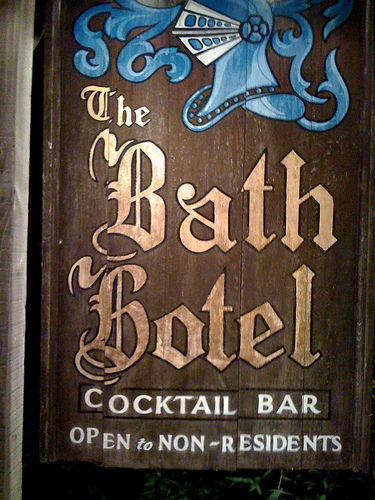 The
Bath
Hotel
COCKTAIL BAR
OPEN to NON-RESIDENTS